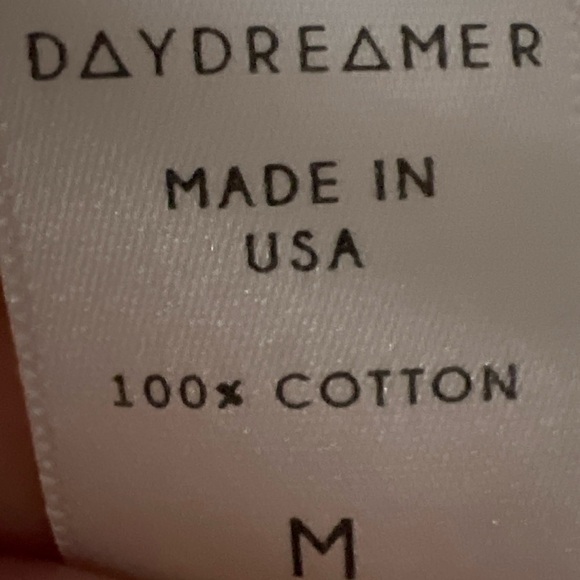 DAYDREAMER
MADE IN
USA
100% COTTON
M